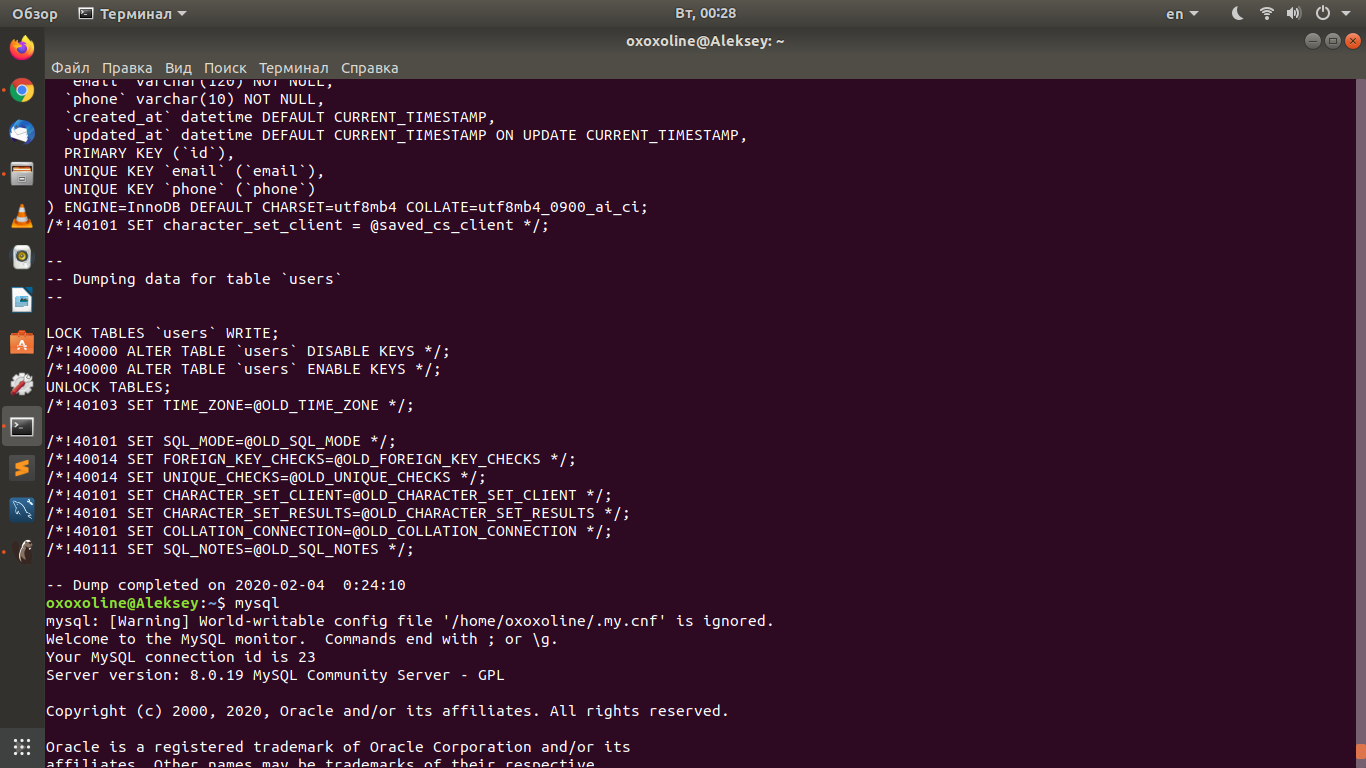 Обзор Терминал Вт, 00:28 en
oxoxoline@Aleksey: ~
Файл Правка Вид Поиск Терминал Справка
`email` varchar(120) NOT NULL,
`phone` varchar(10) NOT NULL,
`created_at` datetime DEFAULT CURRENT_TIMESTAMP,
`updated_at` datetime DEFAULT CURRENT_TIMESTAMP ON UPDATE CURRENT_TIMESTAMP,
PRIMARY KEY (`id`),
UNIQUE KEY `email` (`email`),
UNIQUE KEY `phone` (`phone`)
) ENGINE=InnoDB DEFAULT CHARSET=utf8mb4 COLLATE=utf8mb4_0900_ai_ci;
/*!40101 SET character_set_client = @saved_cs_client */;
--
-- Dumping data for table `users`
--
LOCK TABLES `users` WRITE;
/*!40000 ALTER TABLE `users` DISABLE KEYS */;
/*!40000 ALTER TABLE `users` ENABLE KEYS */;
UNLOCK TABLES;
/*!40103 SET TIME_ZONE=@OLD_TIME_ZONE */;
/*!40101 SET SQL_MODE=@OLD_SQL_MODE */;
/*!40014 SET FOREIGN_KEY_CHECKS=@OLD_FOREIGN_KEY_CHECKS */;
/*!40014 SET UNIQUE_CHECKS=@OLD_UNIQUE_CHECKS */;
/*!40101 SET CHARACTER_SET_CLIENT=@OLD_CHARACTER_SET_CLIENT */;
/*!40101 SET CHARACTER_SET_RESULTS=@OLD_CHARACTER_SET_RESULTS */;
/*!40101 SET COLLATION_CONNECTION=@OLD_COLLATION_CONNECTION */;
/*!40111 SET SQL_NOTES=@OLD_SQL_NOTES */;
-- Dump completed on 2020-02-04  0:24:10
oxoxoline@Aleksey:~$ mysql
mysql: [Warning] World-writable config file '/home/oxoxoline/.my.cnf' is ignored.
Welcome to the MySQL monitor.  Commands end with ; or \g.
Your MySQL connection id is 23
Server version: 8.0.19 MySQL Community Server - GPL
Copyright (c) 2000, 2020, Oracle and/or its affiliates. All rights reserved.
Oracle is a registered trademark of Oracle Corporation and/or its
affiliates. Other names may be trademarks of their respective